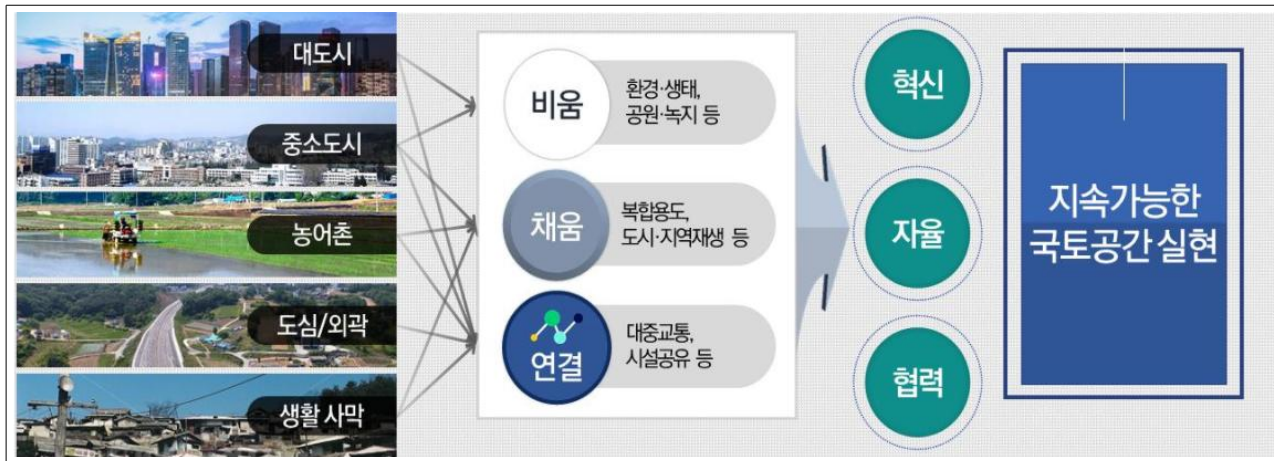 대도시
중소도시
농어촌
도심/외곽
생활 사막
비움
환경·생태,
공원·녹지 등
채움
복합용도,
도시·지역재생 등
연결
대중교통,
시설공유 등
혁신
자율
협력
지속가능한
국토공간 실현